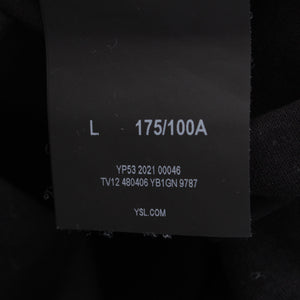 L 175/100A
YP53 2021 00046
TV12 480406 YB1GN 9787
YSL.COM